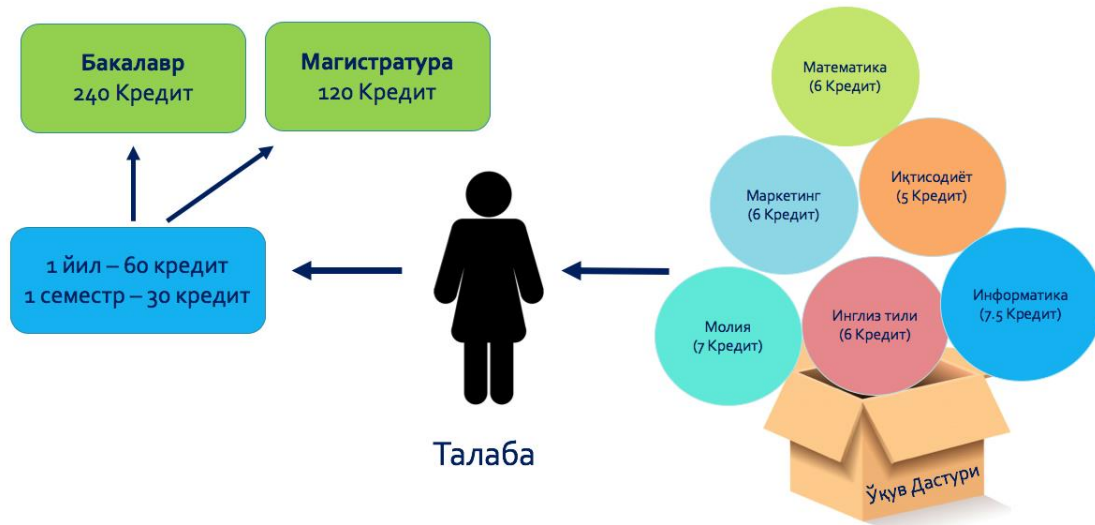 Бакалавр
240 Кредит
Магистратура
120 Кредит
1 йил – 60 кредит
1 семестр – 30 кредит
Талаба
Математика
(6 Кредит)
Маркетинг
(6 Кредит)
Иқтисодиёт
(5 Кредит)
Молия
(7 Кредит)
Инглиз тили
(6 Кредит)
Информатика
(7.5 Кредит)
Ўқув Дастури